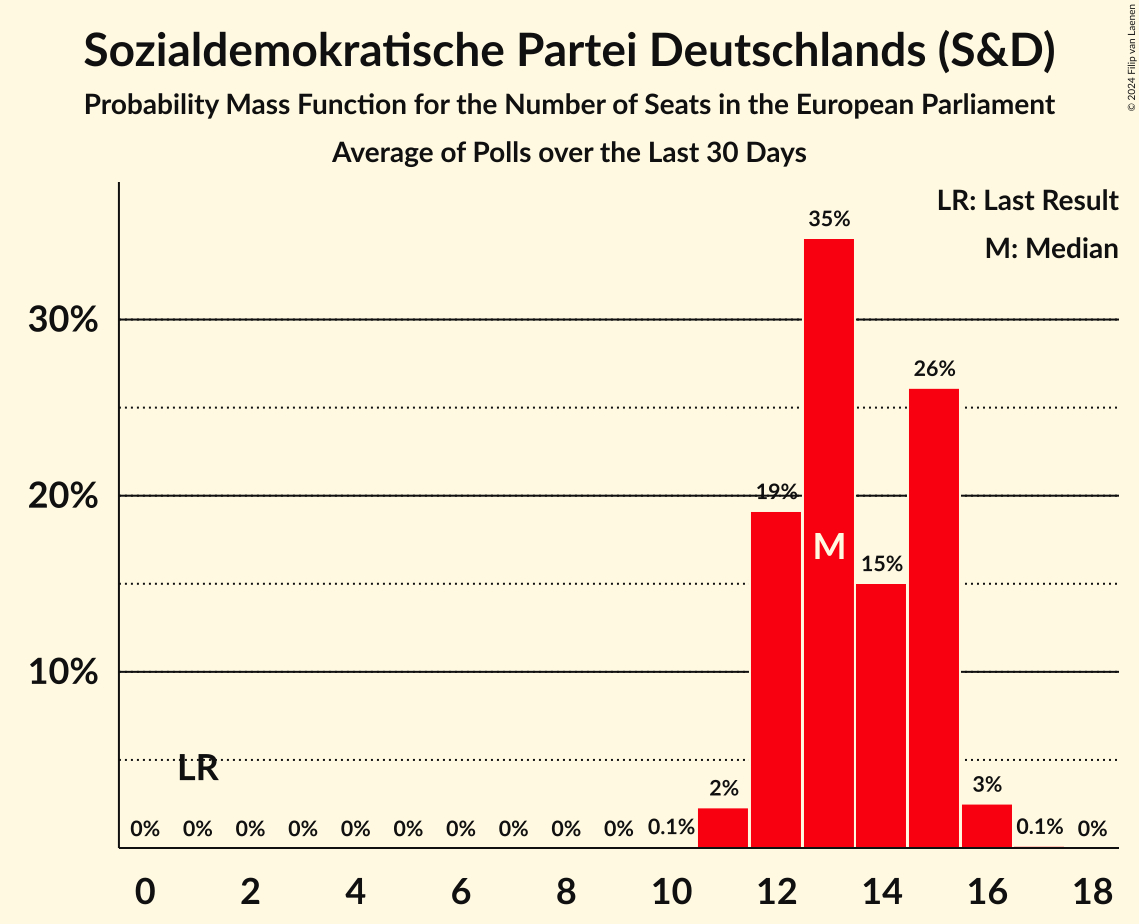 Sozialdemokratische Partei Deutschlands (S&D)
Probability Mass Function for the Number of Seats in the European Parliament
Average of Polls over the Last 30 Days
© 2024 Filip van Laenen
LR: Last Result
M: Median
35%
30%
26%
20%
19%
M
15%
10%
LR
2%
3%
0% 0% 0% 0% 0% 0% 0% 0% 0% 0% 0.1% 0.1% 0%
0 2 4 6 8 10 12 14 16 18